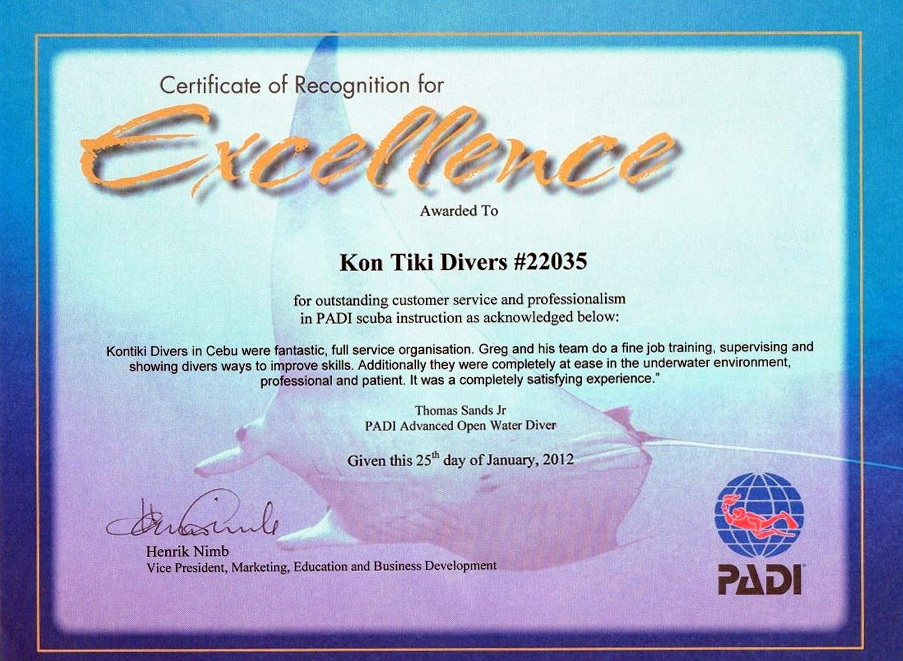 Certificate of Recognition for
Excellence
Awarded To
Kon Tiki Divers #22035
for outstanding customer service and professionalism
in PADI scuba instruction as acknowledged below:
Kontiki Divers in Cebu were fantastic, full service organisation. Greg and his team do a fine job training, supervising and
showing divers ways to improve skills. Additionally they were completely at ease in the underwater environment,
professional and patient. It was a completely satisfying experience."
Thomas Sands Jr
PADI Advanced Open Water Diver
Given this 25th day of January, 2012
Henrik Nimb
Vice President, Marketing, Education and Business Development
PADI